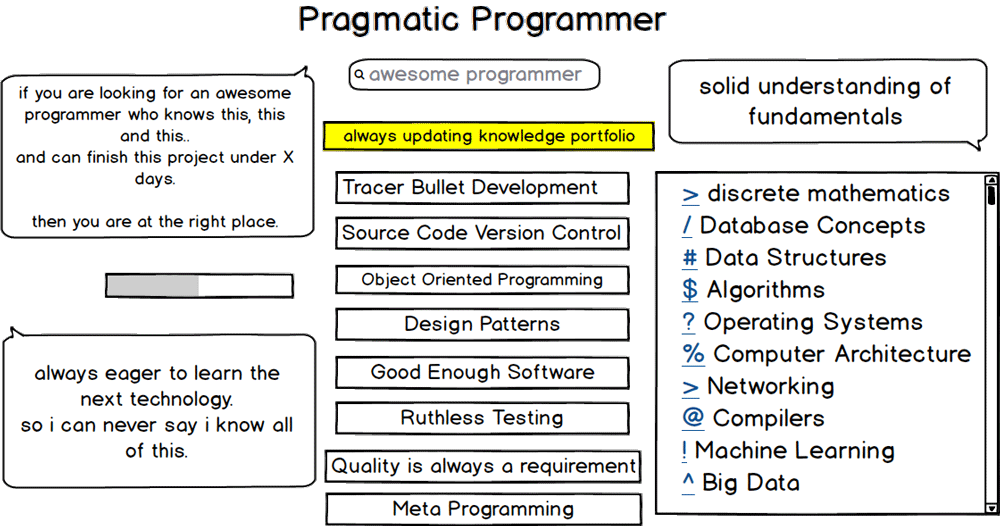 Pragmatic Programmer
if you are looking for an awesome
programmer who knows this, this
and this..
and can finish this project under X
days.
then you are at the right place.
always eager to learn the
next technology.
so i can never say i know all
of this.
awesome programmer
always updating knowledge portfolio
Tracer Bullet Development
Source Code Version Control
Object Oriented Programming
Design Patterns
Good Enough Software
Ruthless Testing
Quality is always a requirement
Meta Programming
solid understanding of
fundamentals
> discrete mathematics
/ Database Concepts
# Data Structures
$ Algorithms
? Operating Systems
% Computer Architecture
> Networking
@ Compilers
! Machine Learning
^ Big Data